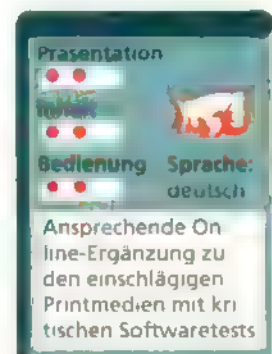 Präsentation
Bedienung
Sprache:
deutsch
Ansprechende On
line-Ergänzung zu
den einschlägigen
Printmedien mit kri
tischen Softwaretests